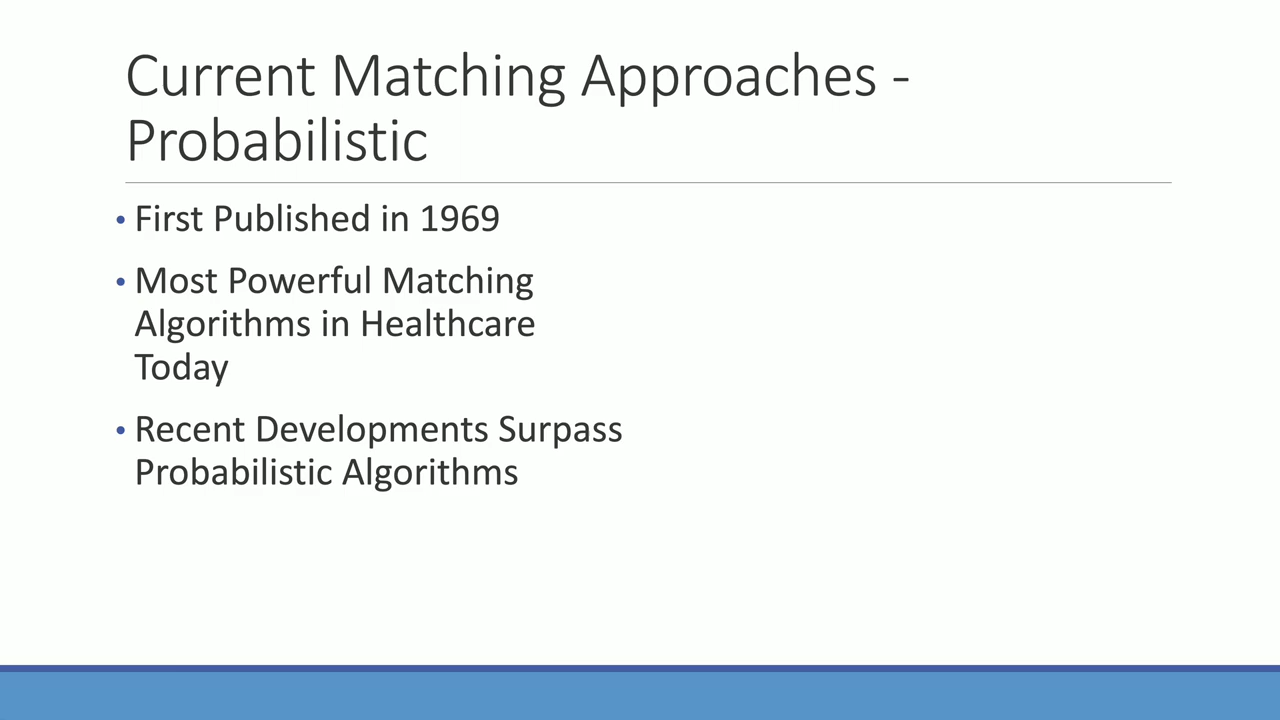 Current Matching Approaches -
Probabilistic
• First Published in 1969
• Most Powerful Matching
Algorithms in Healthcare
Today
• Recent Developments Surpass
Probabilistic Algorithms